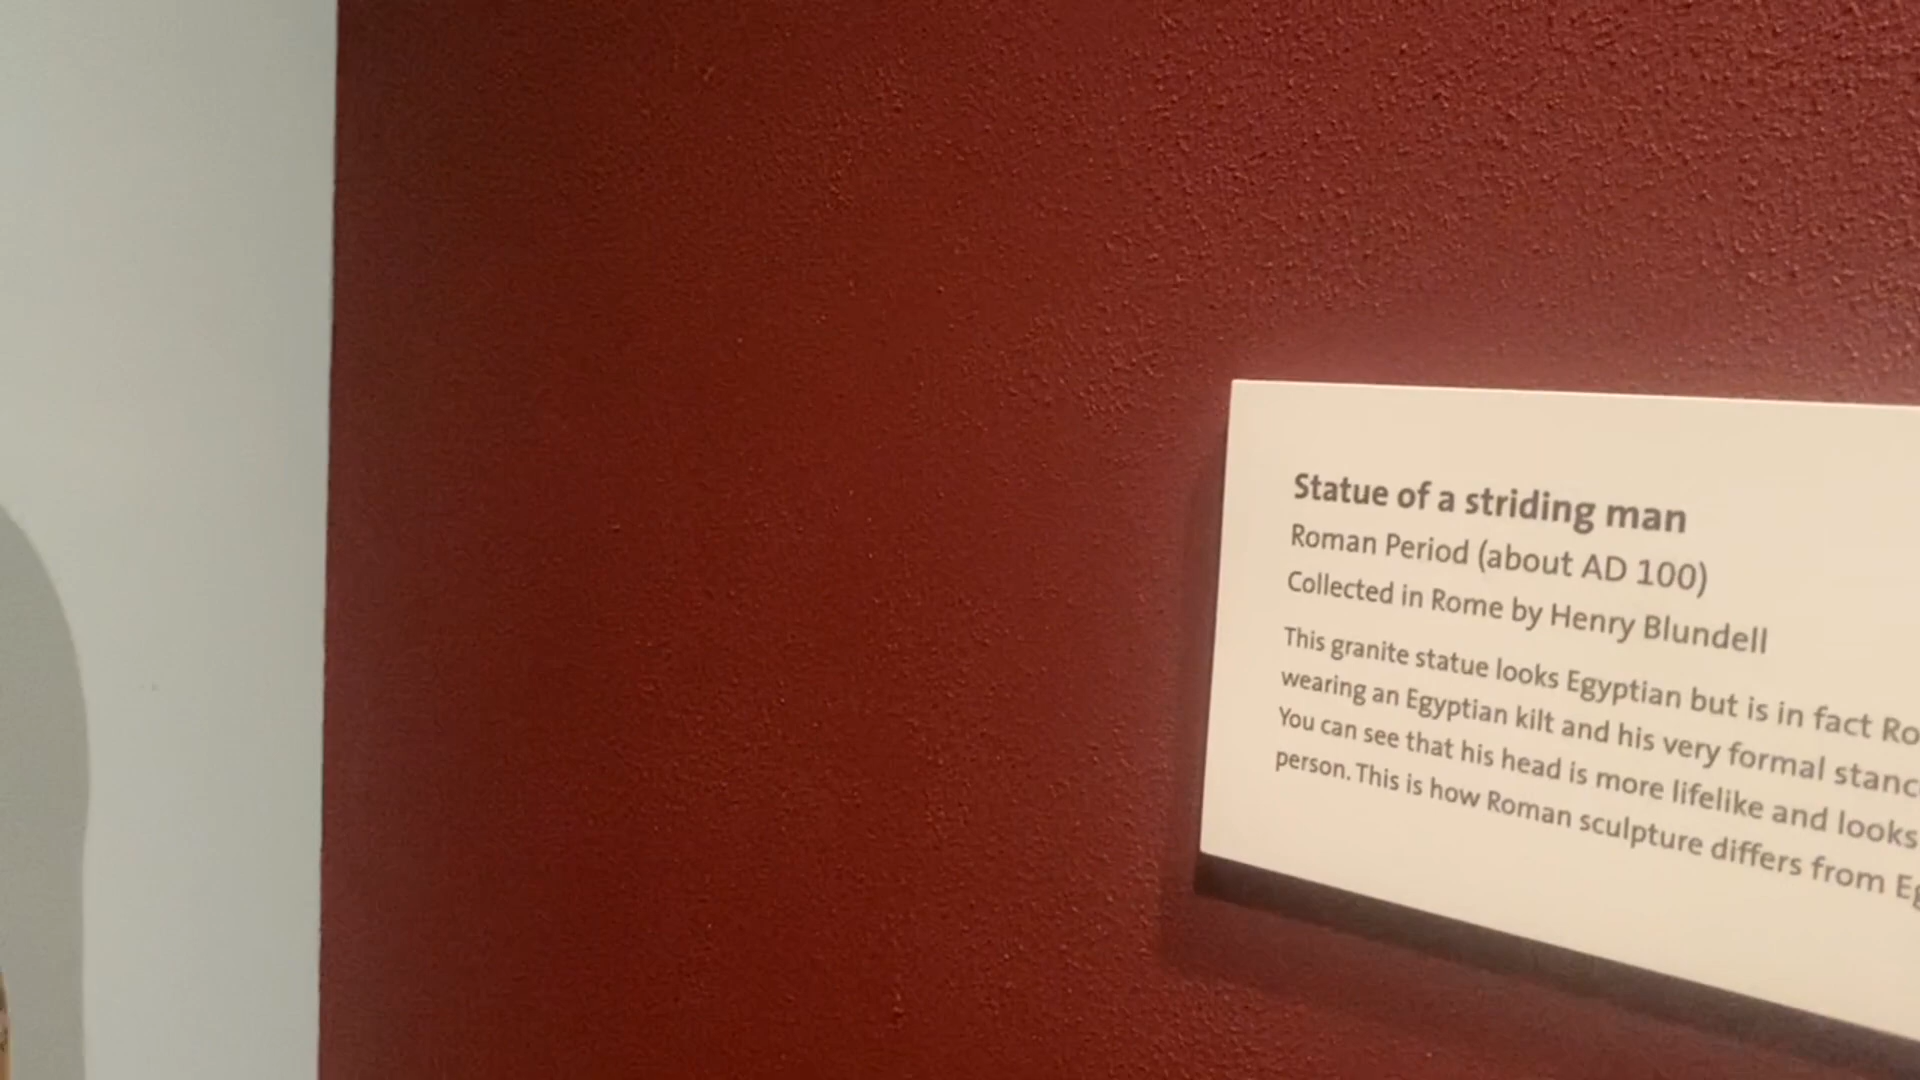 Statue of a striding man
Roman Period (about AD 100)
Collected in Rome by Henry Blundell
This granite statue looks Egyptian but is in fact
wearing an Egyptian kilt and his very formal
You can see that his head is more lifelike and looks
person. This is how Roman sculpture differs from